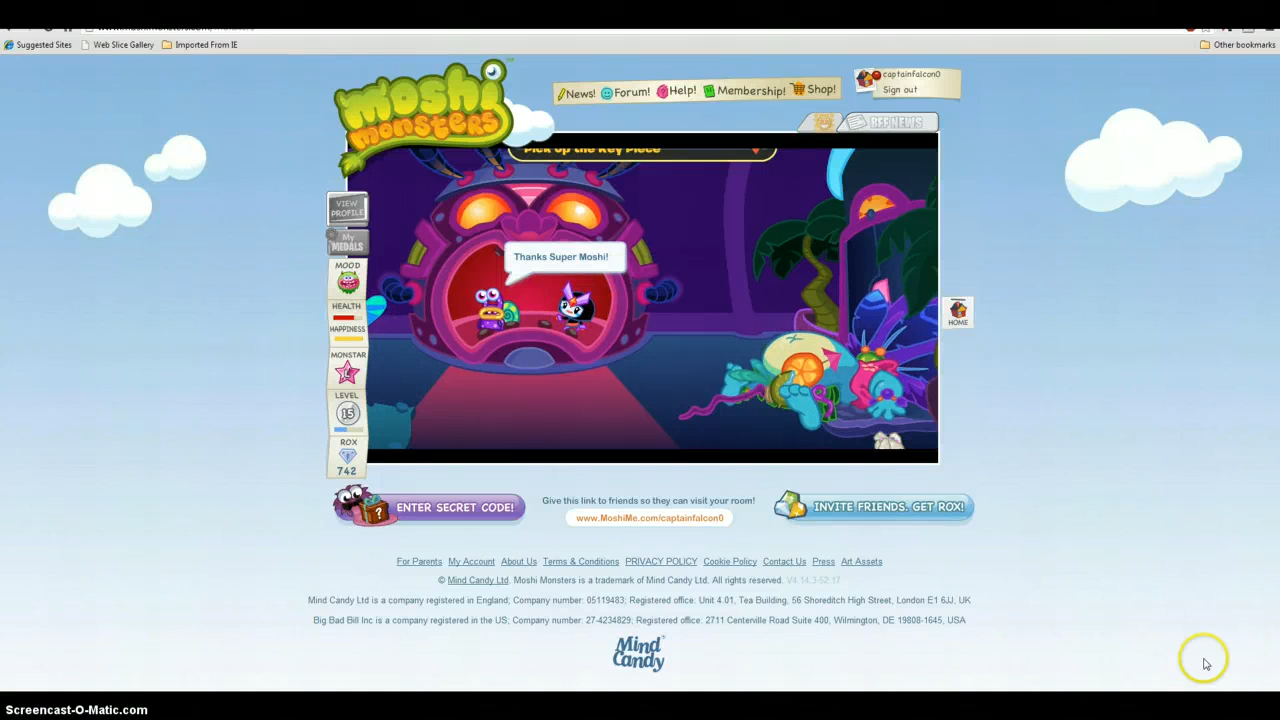 Suggested Sites
Web Slice Gallery
Imported From IE
Other bookmarks
moshi
monsters
News!
Forum!
Help!
Membership!
Shop!
captainfalcon0
Sign out
Pick up the Key Piece
VIEW
PROFILE
My
MEDALS
MOOD
HEALTH
HAPPINESS
MONSTAR
LEVEL
15
ROX
742
Thanks Super Moshi!
HOME
ENTER SECRET CODE!
Give this link to friends so they can visit your room!
www.MoshiMe.com/captainfalcon0
INVITE FRIENDS. GET ROX!
For Parents My Account About Us Terms & Conditions PRIVACY POLICY Cookie Policy Contact Us Press Art Assets
© Mind Candy Ltd. Moshi Monsters is a trademark of Mind Candy Ltd. All rights reserved. V4.14.3-52.17
Mind Candy Ltd is a company registered in England; Company number: 05119483; Registered office: Unit 4.01, Tea Building, 56 Shoreditch High Street, London E1 6JJ, UK
Big Bad Bill Inc is a company registered in the US; Company number: 27-4234829; Registered office: 2711 Centerville Road Suite 400, Wilmington, DE 19808-1645, USA
Mind
Candy
Screencast-O-Matic.com